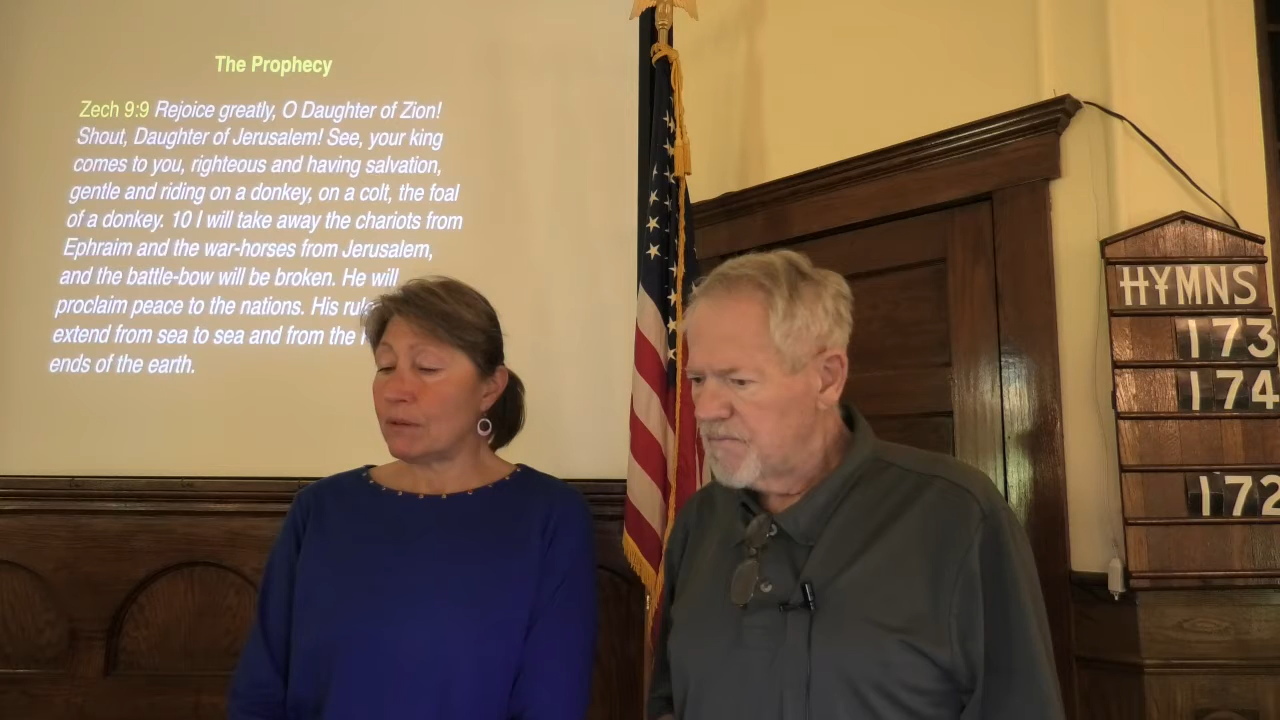 The Prophecy
Zech 9:9 Rejoice greatly, O Daughter of Zion!
Shout, Daughter of Jerusalem! See, your king
comes to you, righteous and having salvation,
gentle and riding on a donkey, on a colt, the foal
of a donkey. 10 I will take away the chariots from
Ephraim and the war-horses from Jerusalem,
and the battle-bow will be broken. He will
proclaim peace to the nations. His
extend from sea to sea and from the
ends of the earth.
HYMNS
173
174
172